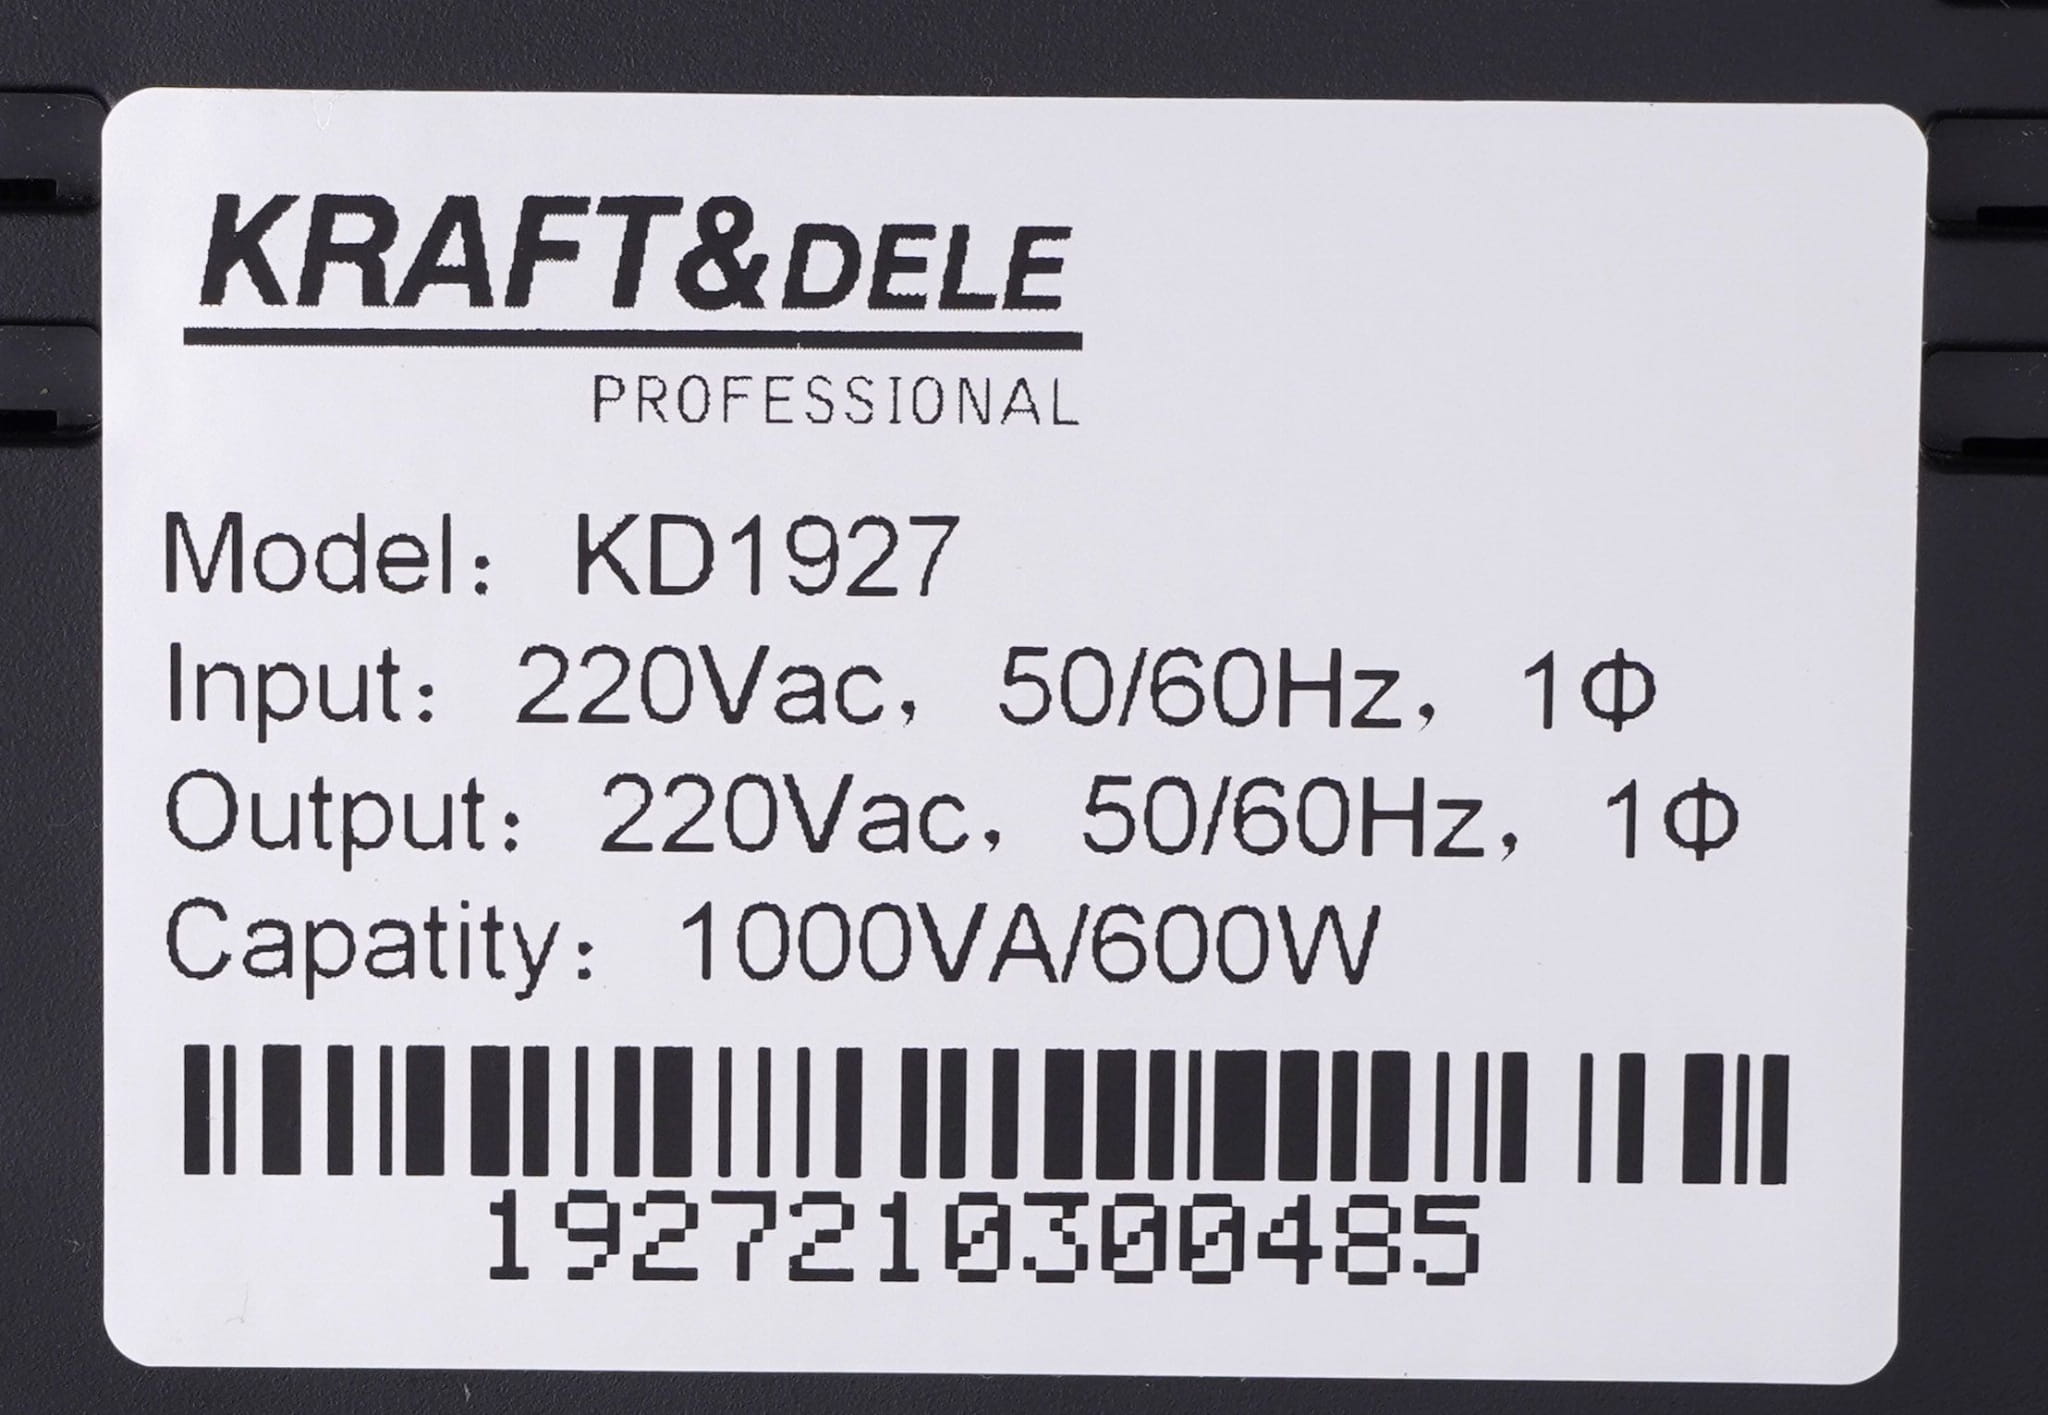 KRAFT&DELE
PROFESSIONAL
Model: KD1927
Input: 220Vac, 50/60Hz, 1Φ
Output: 220Vac, 50/60Hz, 1Φ
Capatity: 1000VA/600W
1927210300485